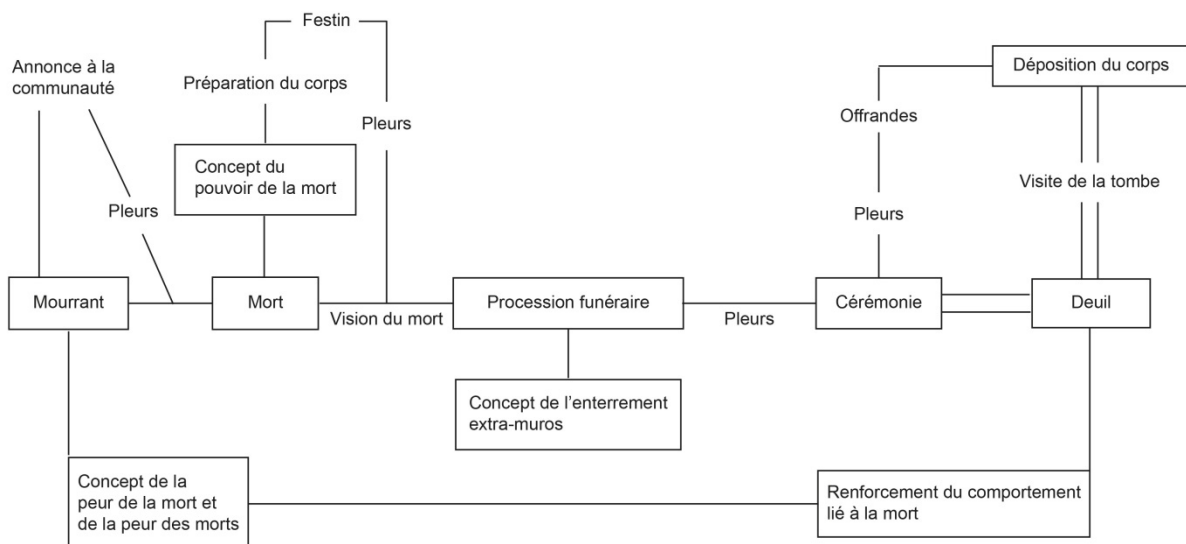 Festin
Annonce à la
communauté
Préparation du corps
Déposition du corps
Pleurs
Offrandes
Concept du
pouvoir de la mort
Visite de la tombe
Pleurs
Pleurs
Mourrant
Mort
Procession funéraire
Cérémonie
Deuil
Vision du mort
Pleurs
Concept de l'enterrement
extra-muros
Concept de la
peur de la mort et
de la peur des morts
Renforcement du comportement
lié à la mort